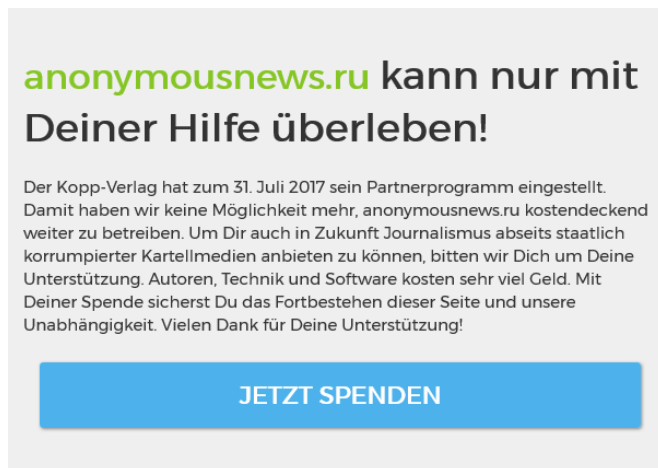 anonymousnews.ru kann nur mit
Deiner Hilfe überleben!
Der Kopp-Verlag hat zum 31. Juli 2017 sein Partnerprogramm eingestellt.
Damit haben wir keine Möglichkeit mehr, anonymousnews.ru kostendeckend
weiter zu betreiben. Um Dir auch in Zukunft Journalismus abseits staatlich
korrumpierter Kartellmedien anbieten zu können, bitten wir Dich um Deine
Unterstützung. Autoren, Technik und Software kosten sehr viel Geld. Mit
Deiner Spende sicherst Du das Fortbestehen dieser Seite und unsere
Unabhängigkeit. Vielen Dank für Deine Unterstützung!
JETZT SPENDEN